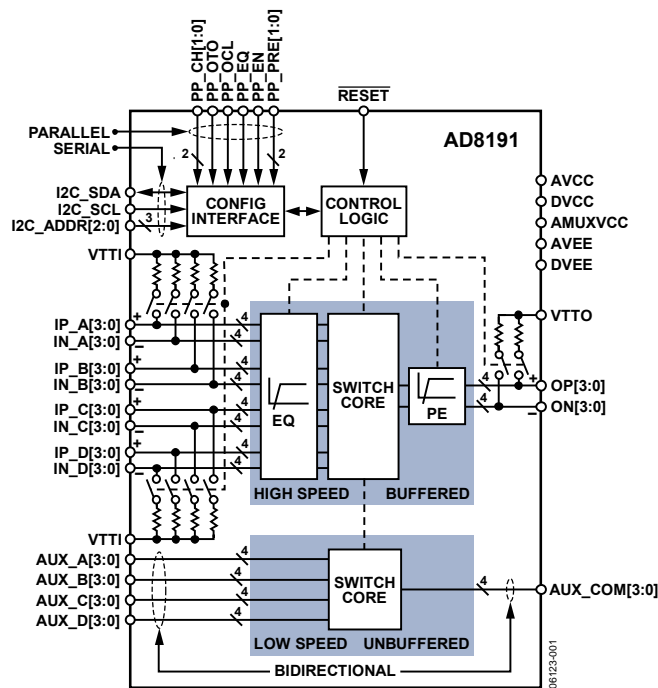 PP_CH[1:0]
PP_OTO
PP_OCL
PP_EQ
PP_EN
PP_PRE[1:0]
RESET
PARALLEL
SERIAL
AD8191
2
2
I2C_SDA
I2C_SCL
I2C_ADDR[2:0]
3
CONFIG
INTERFACE
CONTROL
LOGIC
AVCC
DVCC
AMUXVCC
AVEE
DVEE
VTTI
VTTO
+
IP_A[3:0]
4
IN_A[3:0]
–
4
+
IP_B[3:0]
4
IN_B[3:0]
–
4
+
IP_C[3:0]
4
IN_C[3:0]
–
4
+
IP_D[3:0]
4
IN_D[3:0]
–
4
EQ
SWITCH
CORE
PE
4
+
OP[3:0]
4
–
ON[3:0]
HIGH SPEED
BUFFERED
VTTI
AUX_A[3:0]
4
AUX_B[3:0]
4
AUX_C[3:0]
4
AUX_D[3:0]
4
SWITCH
CORE
4
AUX_COM[3:0]
LOW SPEED
UNBUFFERED
BIDIRECTIONAL
06123-001